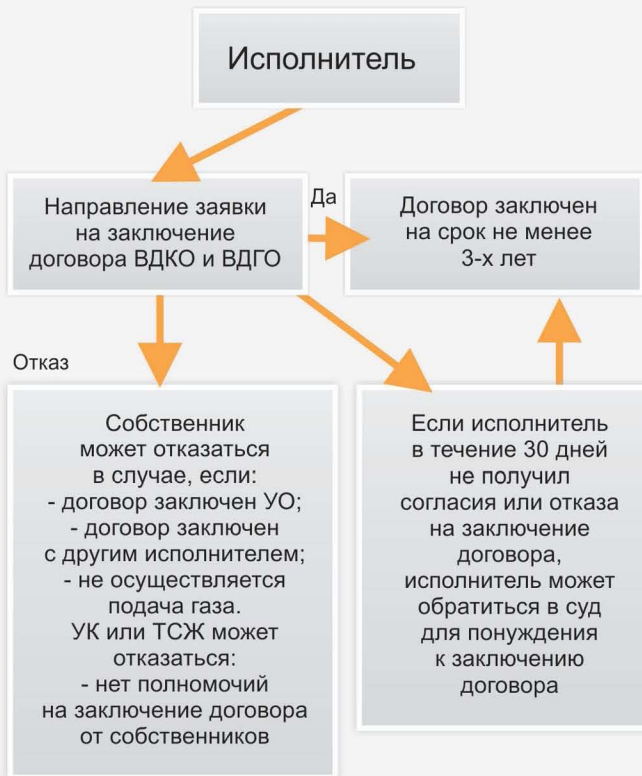 Исполнитель
Направление заявки
на заключение
договора ВДКО и ВДГО
Да
Договор заключен
на срок не менее
3-х лет
Отказ
Собственник
может отказаться
в случае, если:
- договор заключен УО;
- договор заключен
с другим исполнителем;
- не осуществляется
подача газа.
УК или ТСЖ может
отказаться:
- нет полномочий
на заключение договора
от собственников
Если исполнитель
в течение 30 дней
не получил
согласия или отказа
на заключение
договора,
исполнитель может
обратиться в суд
для понуждения
к заключению
договора